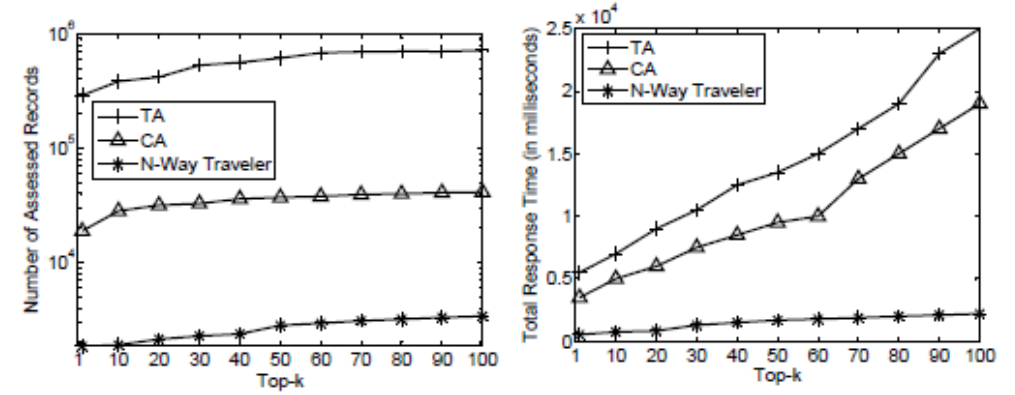 10^6
10^5
10^4
Number of Assessed Records
TA
CA
N-Way Traveler
1 10 20 30 40 50 60 70 80 90 100
Top-k
2.5 x 10^4
2
1.5
1
0.5
0
Total Response Time (in milliseconds)
TA
CA
N-Way Traveler
1 10 20 30 40 50 60 70 80 90 100
Top-k